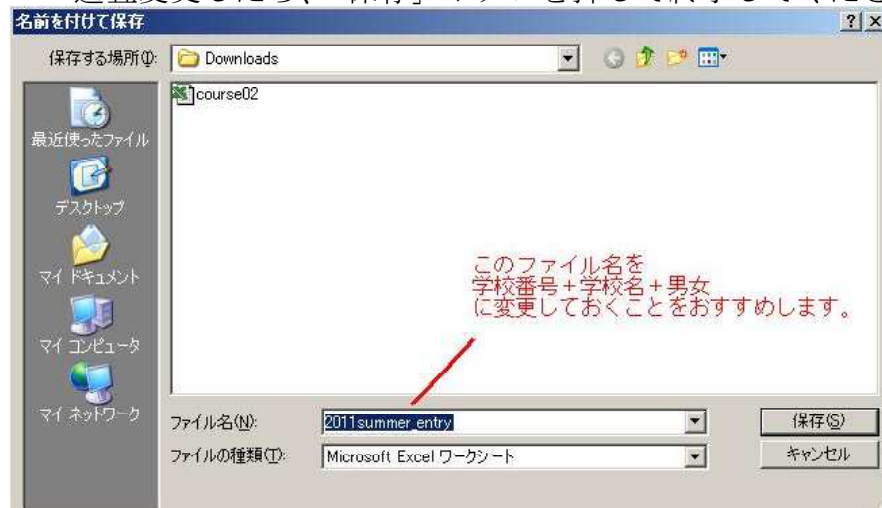 名前を付けて保存
保存する場所(I):
Downloads
course02
最近使ったファイル
デスクトップ
マイ ドキュメント
マイ コンピュータ
マイ ネットワーク
このファイル名を
学校番号＋学校名＋男女
に変更しておくことをおすすめします。
ファイル名(N):
2011summer_entry
保存(S)
ファイルの種類(T):
Microsoft Excel ワークシート
キャンセル